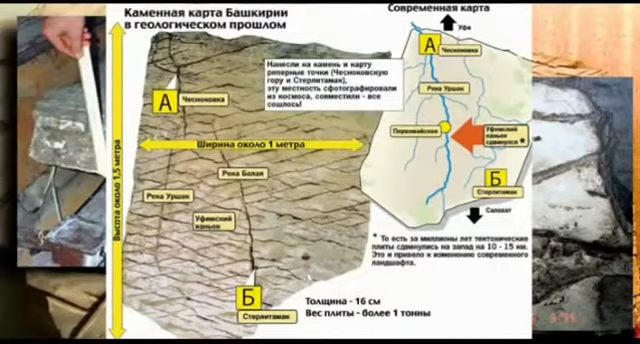 Каменная карта Башкирии
в геологическом прошлом
Современная карта
Уфа
А
Чесноковка
Нанесли на камень и карту
реперные точки (Чесноковскую
гору и Стерлитамак),
эту местность сфотографировали
из космоса, совместили - все
сошлось!
Река Уршак
А
Чесноковка
Первомайское
Уфимский
каньон
сдвинулся *
Ширина около 1 метра
Высота около 1,5 метра
Река Белая
Б
Стерлитамак
Река Уршак
Уфимский
каньон
Салават
* То есть за миллионы лет тектонические
плиты сдвинулись на запад на 10 - 15 км.
Это и привело к изменению современного
ландшафта.
Б
Стерлитамак
Толщина - 16 см
Вес плиты - более 1 тонны